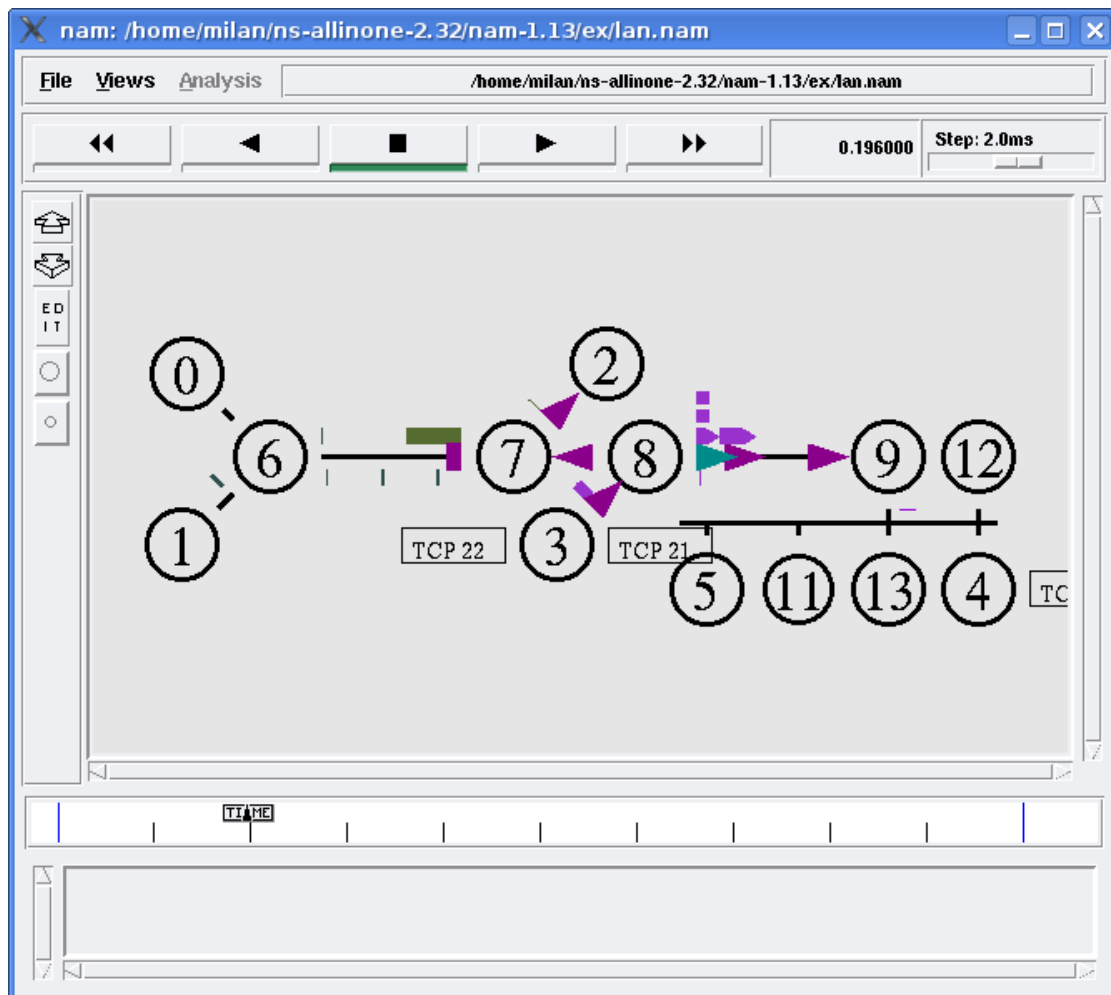 nam: /home/milan/ns-allinone-2.32/nam-1.13/ex/lan.nam
File Views Analysis /home/milan/ns-allinone-2.32/nam-1.13/ex/lan.nam
0.196000 Step: 2.0ms
E D
I T
2
0
6 7 8 9 12
1 TCP 22 3 TCP 21
5 11 13 4 TC
TIME